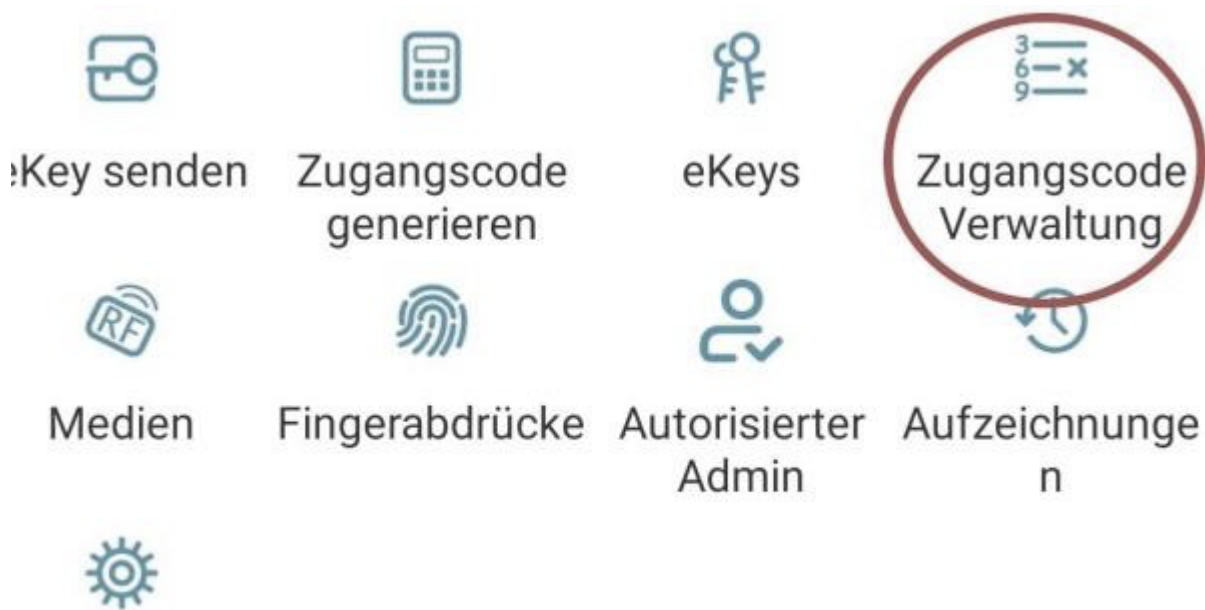 3
6
9
eKey senden
Zugangscode
generieren
eKeys
Zugangscode
Verwaltung
RF
Medien
Fingerabdrücke
Autorisierter
Admin
Aufzeichnunge
n